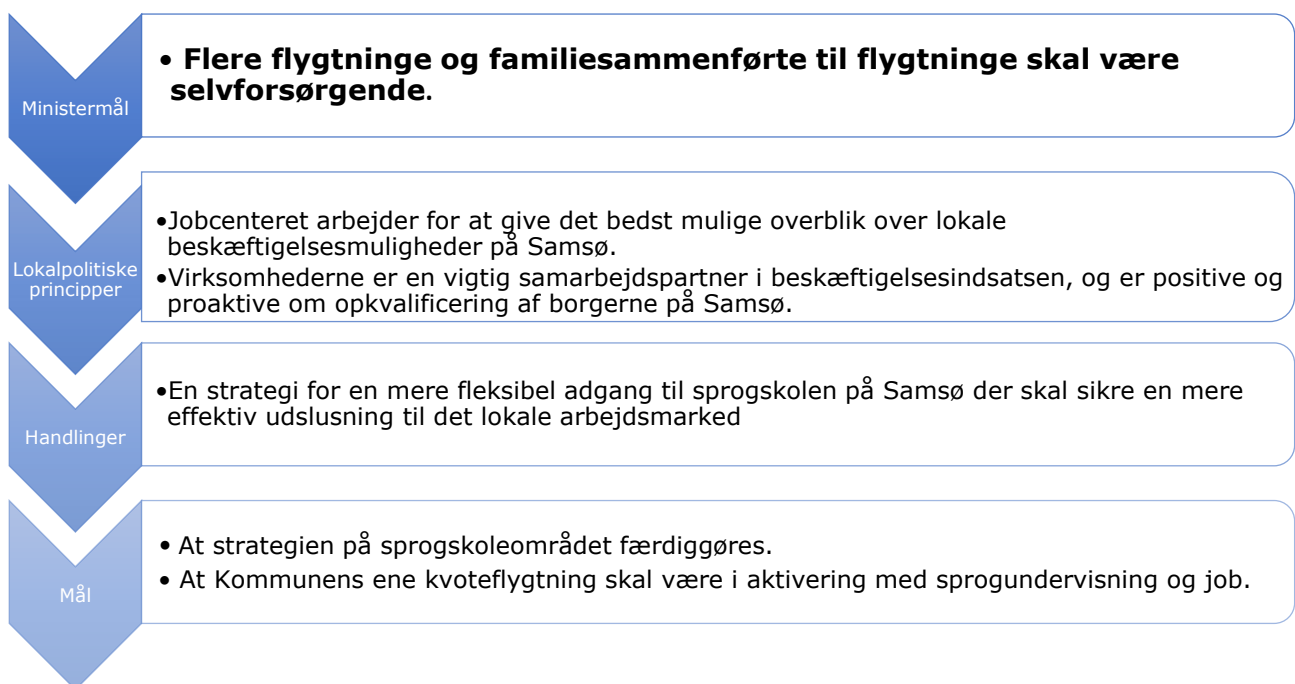 Ministermål
• Flere flygtninge og familiesammenførte til flygtninge skal være
selvforsørgende.
Lokalpolitiske
principper
•Jobcenteret arbejder for at give det bedst mulige overblik over lokale
beskæftigelsesmuligheder på Samsø.
•Virksomhederne er en vigtig samarbejdspartner i beskæftigelsesindsatsen, og er positive og
proaktive om opkvalificering af borgerne på Samsø.
Handlinger
•En strategi for en mere fleksibel adgang til sprogskolen på Samsø der skal sikre en mere
effektiv udslusning til det lokale arbejdsmarked
Mål
• At strategien på sprogskoleområdet færdiggøres.
• At Kommunens ene kvoteflygtning skal være i aktivering med sprogundervisning og job.